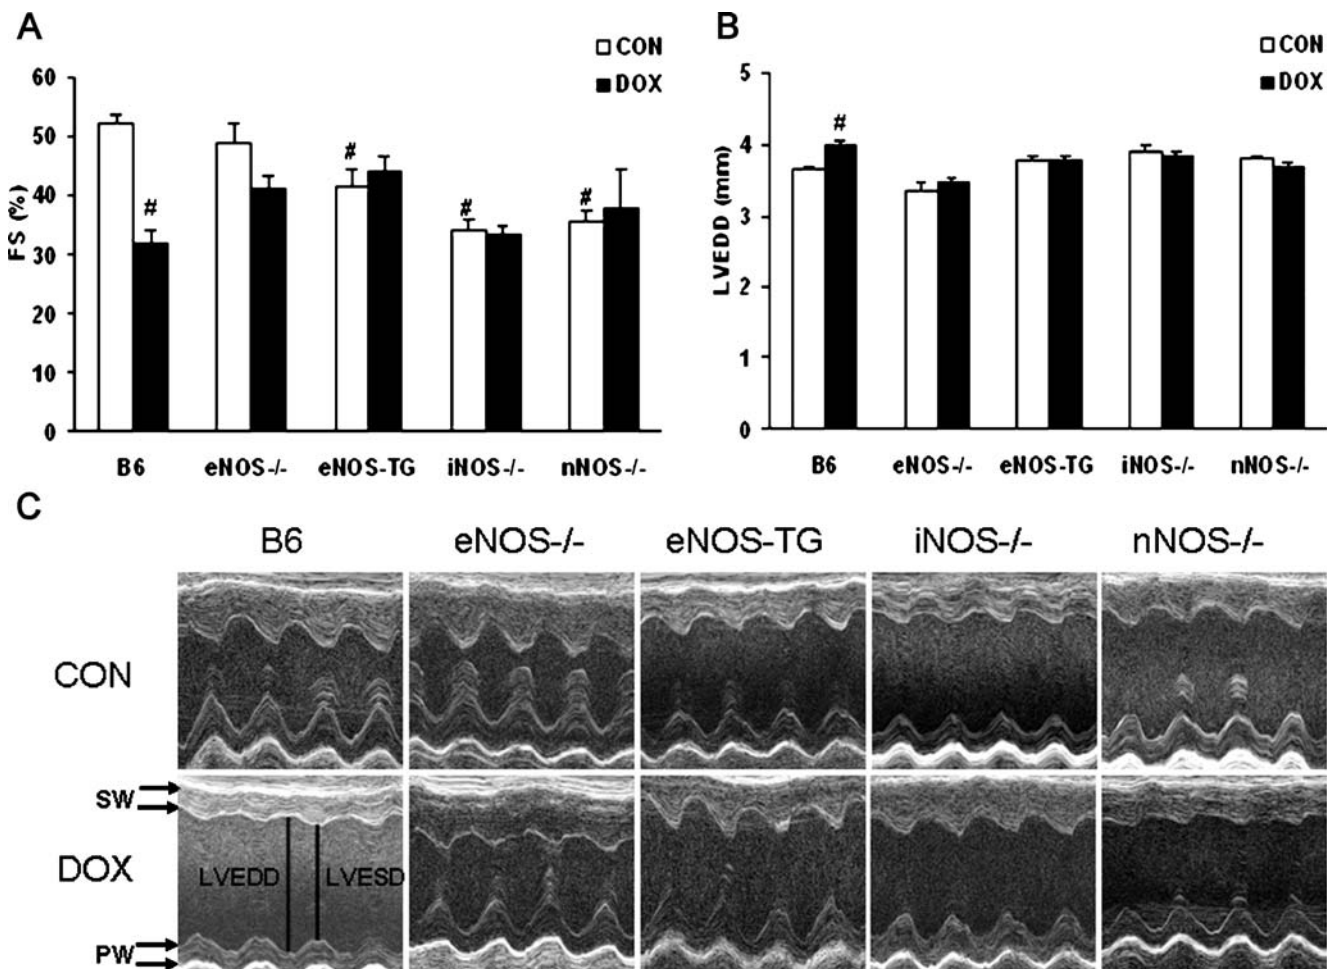 A
CON
DOX
60
50
40
30
20
10
0
FS (%)
#
#
#
#
B6 eNOS-/- eNOS-TG iNOS-/- nNOS-/-
B
CON
DOX
5
4
3
2
1
0
LVEDD (mm)
#
B6 eNOS-/- eNOS-TG iNOS-/- nNOS-/-
C
B6 eNOS-/- eNOS-TG iNOS-/- nNOS-/-
CON
SW
DOX
LVEDD LVESD
PW